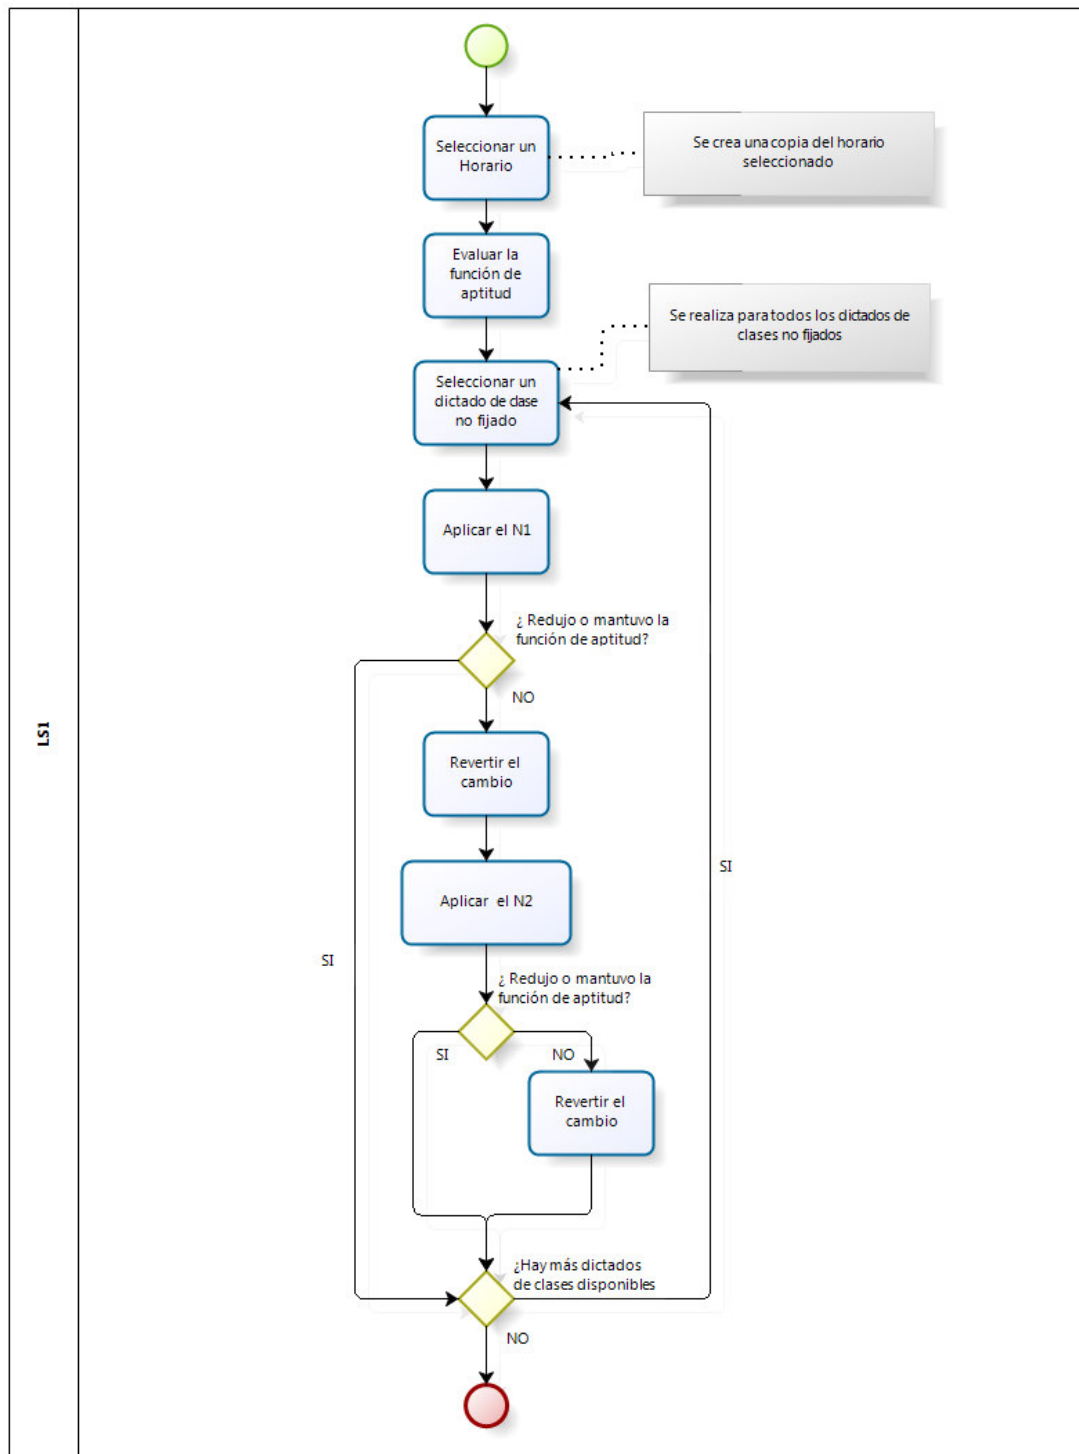 LS1
Seleccionar un
Horario
Se crea una copia del horario
seleccionado
Evaluar la
función de
aptitud
Se realiza para todos los dictados de
clases no fijados
Seleccionar un
dictado de clase
no fijado
Aplicar el N1
¿ Redujo o mantuvo la
función de aptitud?
NO
Revertir el
cambio
SI
Aplicar el N2
SI
¿ Redujo o mantuvo la
función de aptitud?
SI
NO
Revertir el
cambio
¿Hay más dictados
de clases disponibles
NO